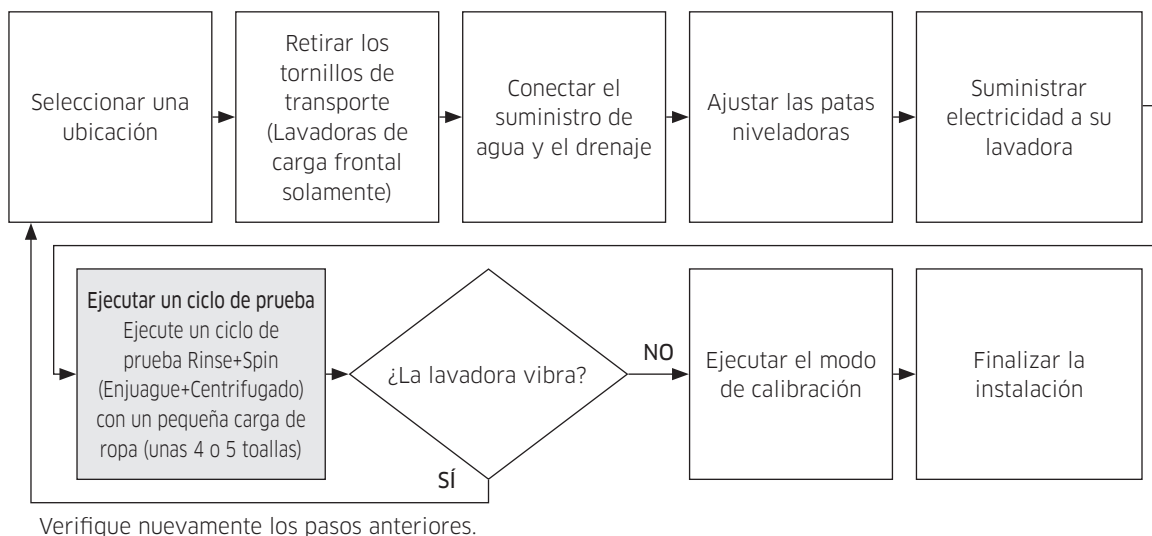 Seleccionar una
ubicación
Retirar los
tornillos de
transporte
(Lavadoras de
carga frontal
solamente)
Conectar el
suministro de
agua y el drenaje
Ajustar las patas
niveladoras
Suministrar
electricidad a su
lavadora
Ejecutar un ciclo de prueba
Ejecute un ciclo de
prueba Rinse+Spin
(Enjuague+Centrifugado)
con un pequeña carga de
ropa (unas 4 o 5 toallas)
¿La lavadora vibra?
NO
SÍ
Ejecutar el modo
de calibración
Finalizar la
instalación
Verifique nuevamente los pasos anteriores.